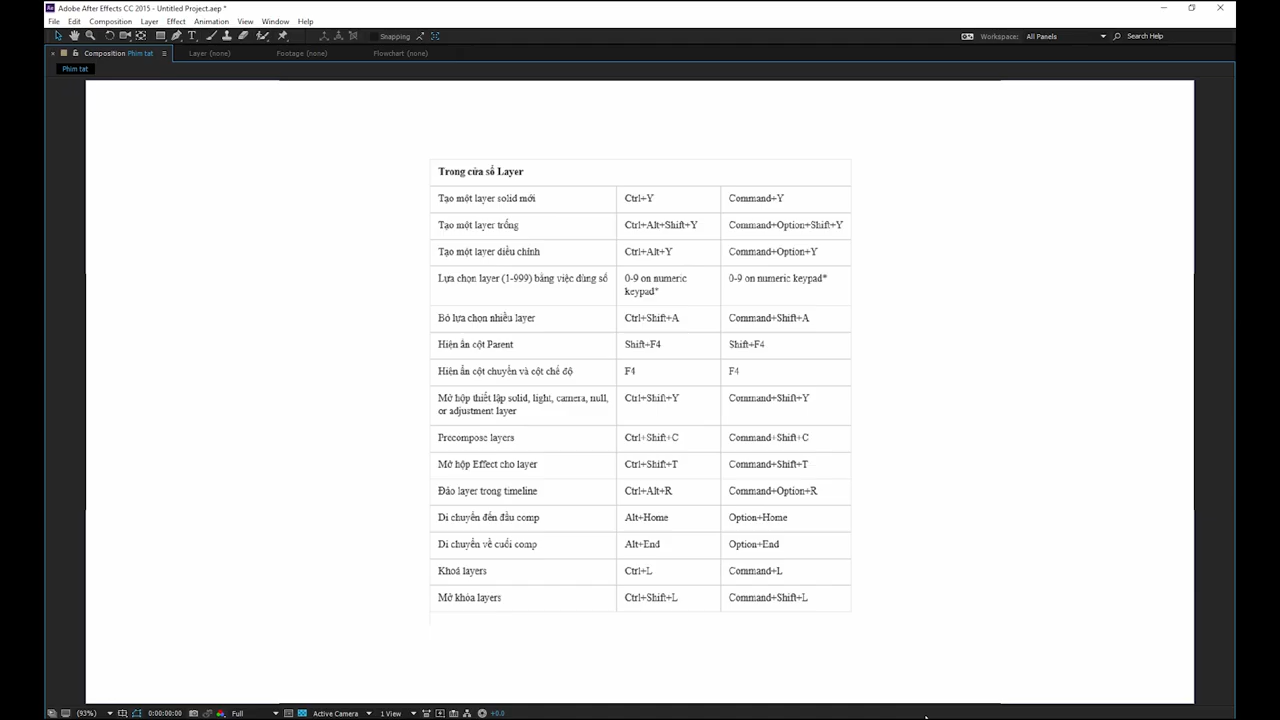 Adobe After Effects CC 2015 - Untitled Project.aep *
File Edit Composition Layer Effect Animation View Window Help
Snapping
Workspace: All Panels
Search Help
Composition Phim tat
Layer (none)
Footage (none)
Flowchart (none)
Phim tat
Trong cửa sổ Layer
Tạo một layer solid mới Ctrl+Y Command+Y
Tạo một layer trống Ctrl+Alt+Shift+Y Command+Option+Shift+Y
Tạo một layer điều chỉnh Ctrl+Alt+Y Command+Option+Y
Lựa chọn layer (1-999) bằng việc dùng số 0-9 on numeric 0-9 on numeric keypad*
keypad*
Bỏ lựa chọn nhiều layer Ctrl+Shift+A Command+Shift+A
Hiện ẩn cột Parent Shift+F4 Shift+F4
Hiện ẩn cột chuyển và cột chế độ F4 F4
Mở hộp thiết lập solid, light, camera, null, Ctrl+Shift+Y Command+Shift+Y
or adjustment layer
Precompose layers Ctrl+Shift+C Command+Shift+C
Mở hộp Effect cho layer Ctrl+Shift+T Command+Shift+T
Đảo layer trong timeline Ctrl+Alt+R Command+Option+R
Di chuyển đến đầu comp Alt+Home Option+Home
Di chuyển về cuối comp Alt+End Option+End
Khoá layers Ctrl+L Command+L
Mở khóa layers Ctrl+Shift+L Command+Shift+L
(93%) 0:00:00:00 Full Active Camera 1 View +0.0